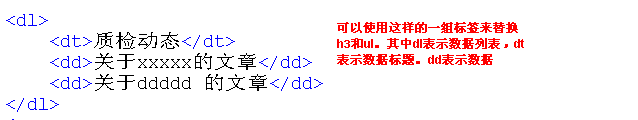 <dl>
<dt>质检动态</dt>
<dd>关于xxxxx的文章</dd>
<dd>关于ddddd 的文章</dd>
</dl>
可以使用这样的一组标签来替换
h3和ul。其中dl表示数据列表，dt
表示数据标题。dd表示数据